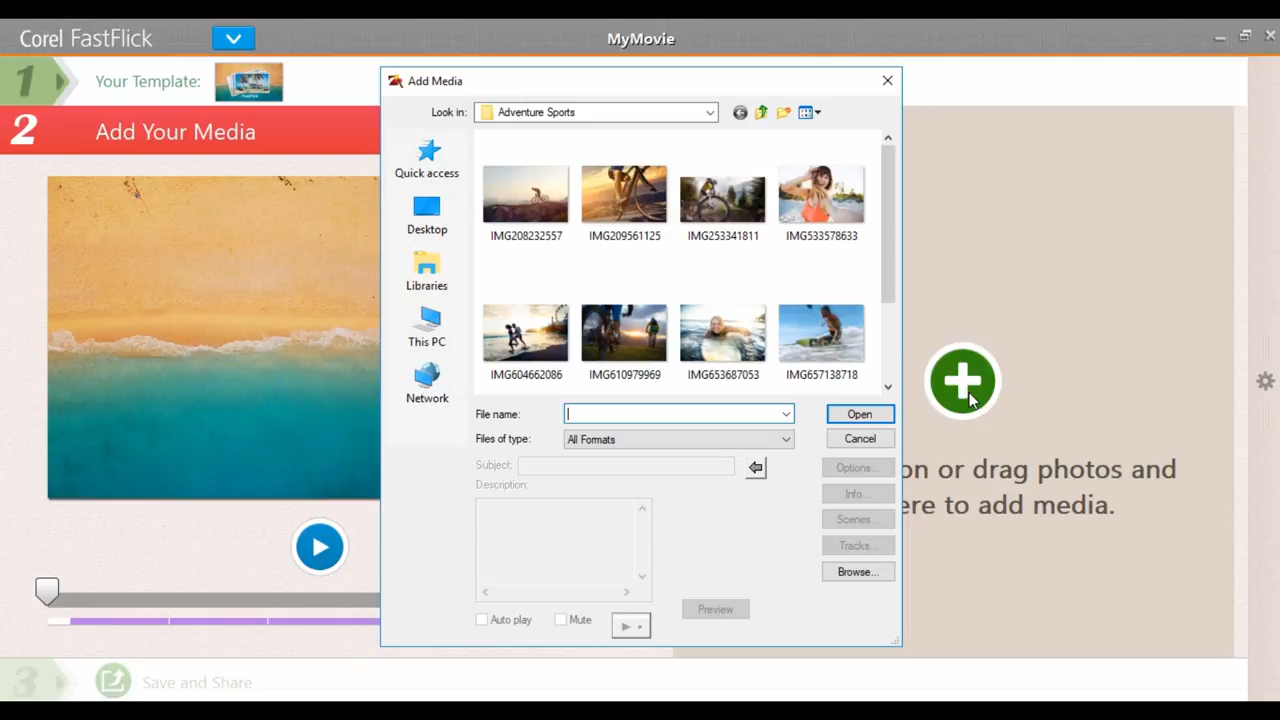 Corel FastFlick
MyMovie
1
Your Template:
2
Add Your Media
Add Media
Look in:
Adventure Sports
Quick access
Desktop
Libraries
This PC
Network
IMG208232557
IMG209561125
IMG253341811
IMG533578633
IMG604662086
IMG610979969
IMG653687053
IMG657138718
File name:
Open
Files of type:
All Formats
Cancel
Subject:
Options...
Description:
Info...
Scenes...
Tracks...
Browse...
Auto play
Mute
Preview
on or drag photos and
ere to add media.
3
Save and Share